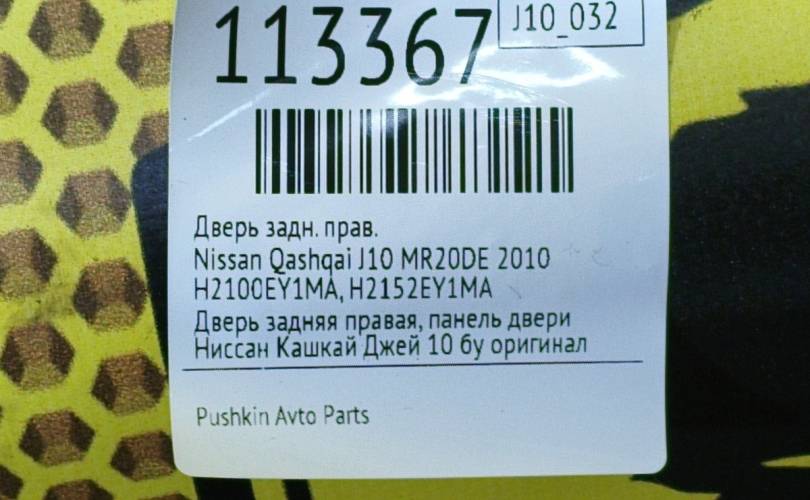 113367
J10_032
Дверь задн. прав.
Nissan Qashqai J10 MR20DE 2010
H2100EY1MA, H2152EY1MA
Дверь задняя правая, панель двери
Ниссан Кашкай Джей 10 бу оригинал
Pushkin Avto Parts